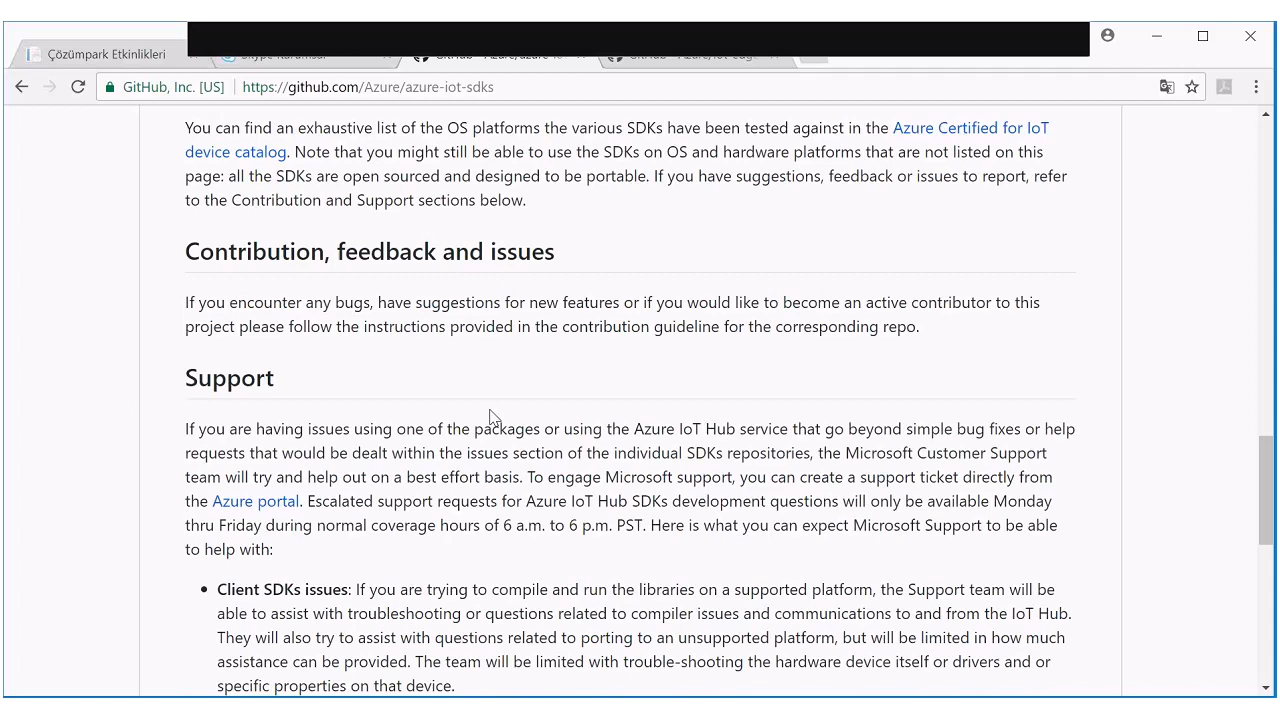 Çözümpark Etkinlikleri
GitHub, Inc. [US]
https://github.com/Azure/azure-iot-sdks
You can find an exhaustive list of the OS platforms the various SDKs have been tested against in the Azure Certified for IoT
device catalog. Note that you might still be able to use the SDKs on OS and hardware platforms that are not listed on this
page: all the SDKs are open sourced and designed to be portable. If you have suggestions, feedback or issues to report, refer
to the Contribution and Support sections below.
Contribution, feedback and issues
If you encounter any bugs, have suggestions for new features or if you would like to become an active contributor to this
project please follow the instructions provided in the contribution guideline for the corresponding repo.
Support
If you are having issues using one of the packages or using the Azure IoT Hub service that go beyond simple bug fixes or help
requests that would be dealt within the issues section of the individual SDKs repositories, the Microsoft Customer Support
team will try and help out on a best effort basis. To engage Microsoft support, you can create a support ticket directly from
the Azure portal. Escalated support requests for Azure IoT Hub SDKs development questions will only be available Monday
thru Friday during normal coverage hours of 6 a.m. to 6 p.m. PST. Here is what you can expect Microsoft Support to be able
to help with:
• Client SDKs issues: If you are trying to compile and run the libraries on a supported platform, the Support team will be
able to assist with troubleshooting or questions related to compiler issues and communications to and from the IoT Hub.
They will also try to assist with questions related to porting to an unsupported platform, but will be limited in how much
assistance can be provided. The team will be limited with trouble-shooting the hardware device itself or drivers and or
specific properties on that device.